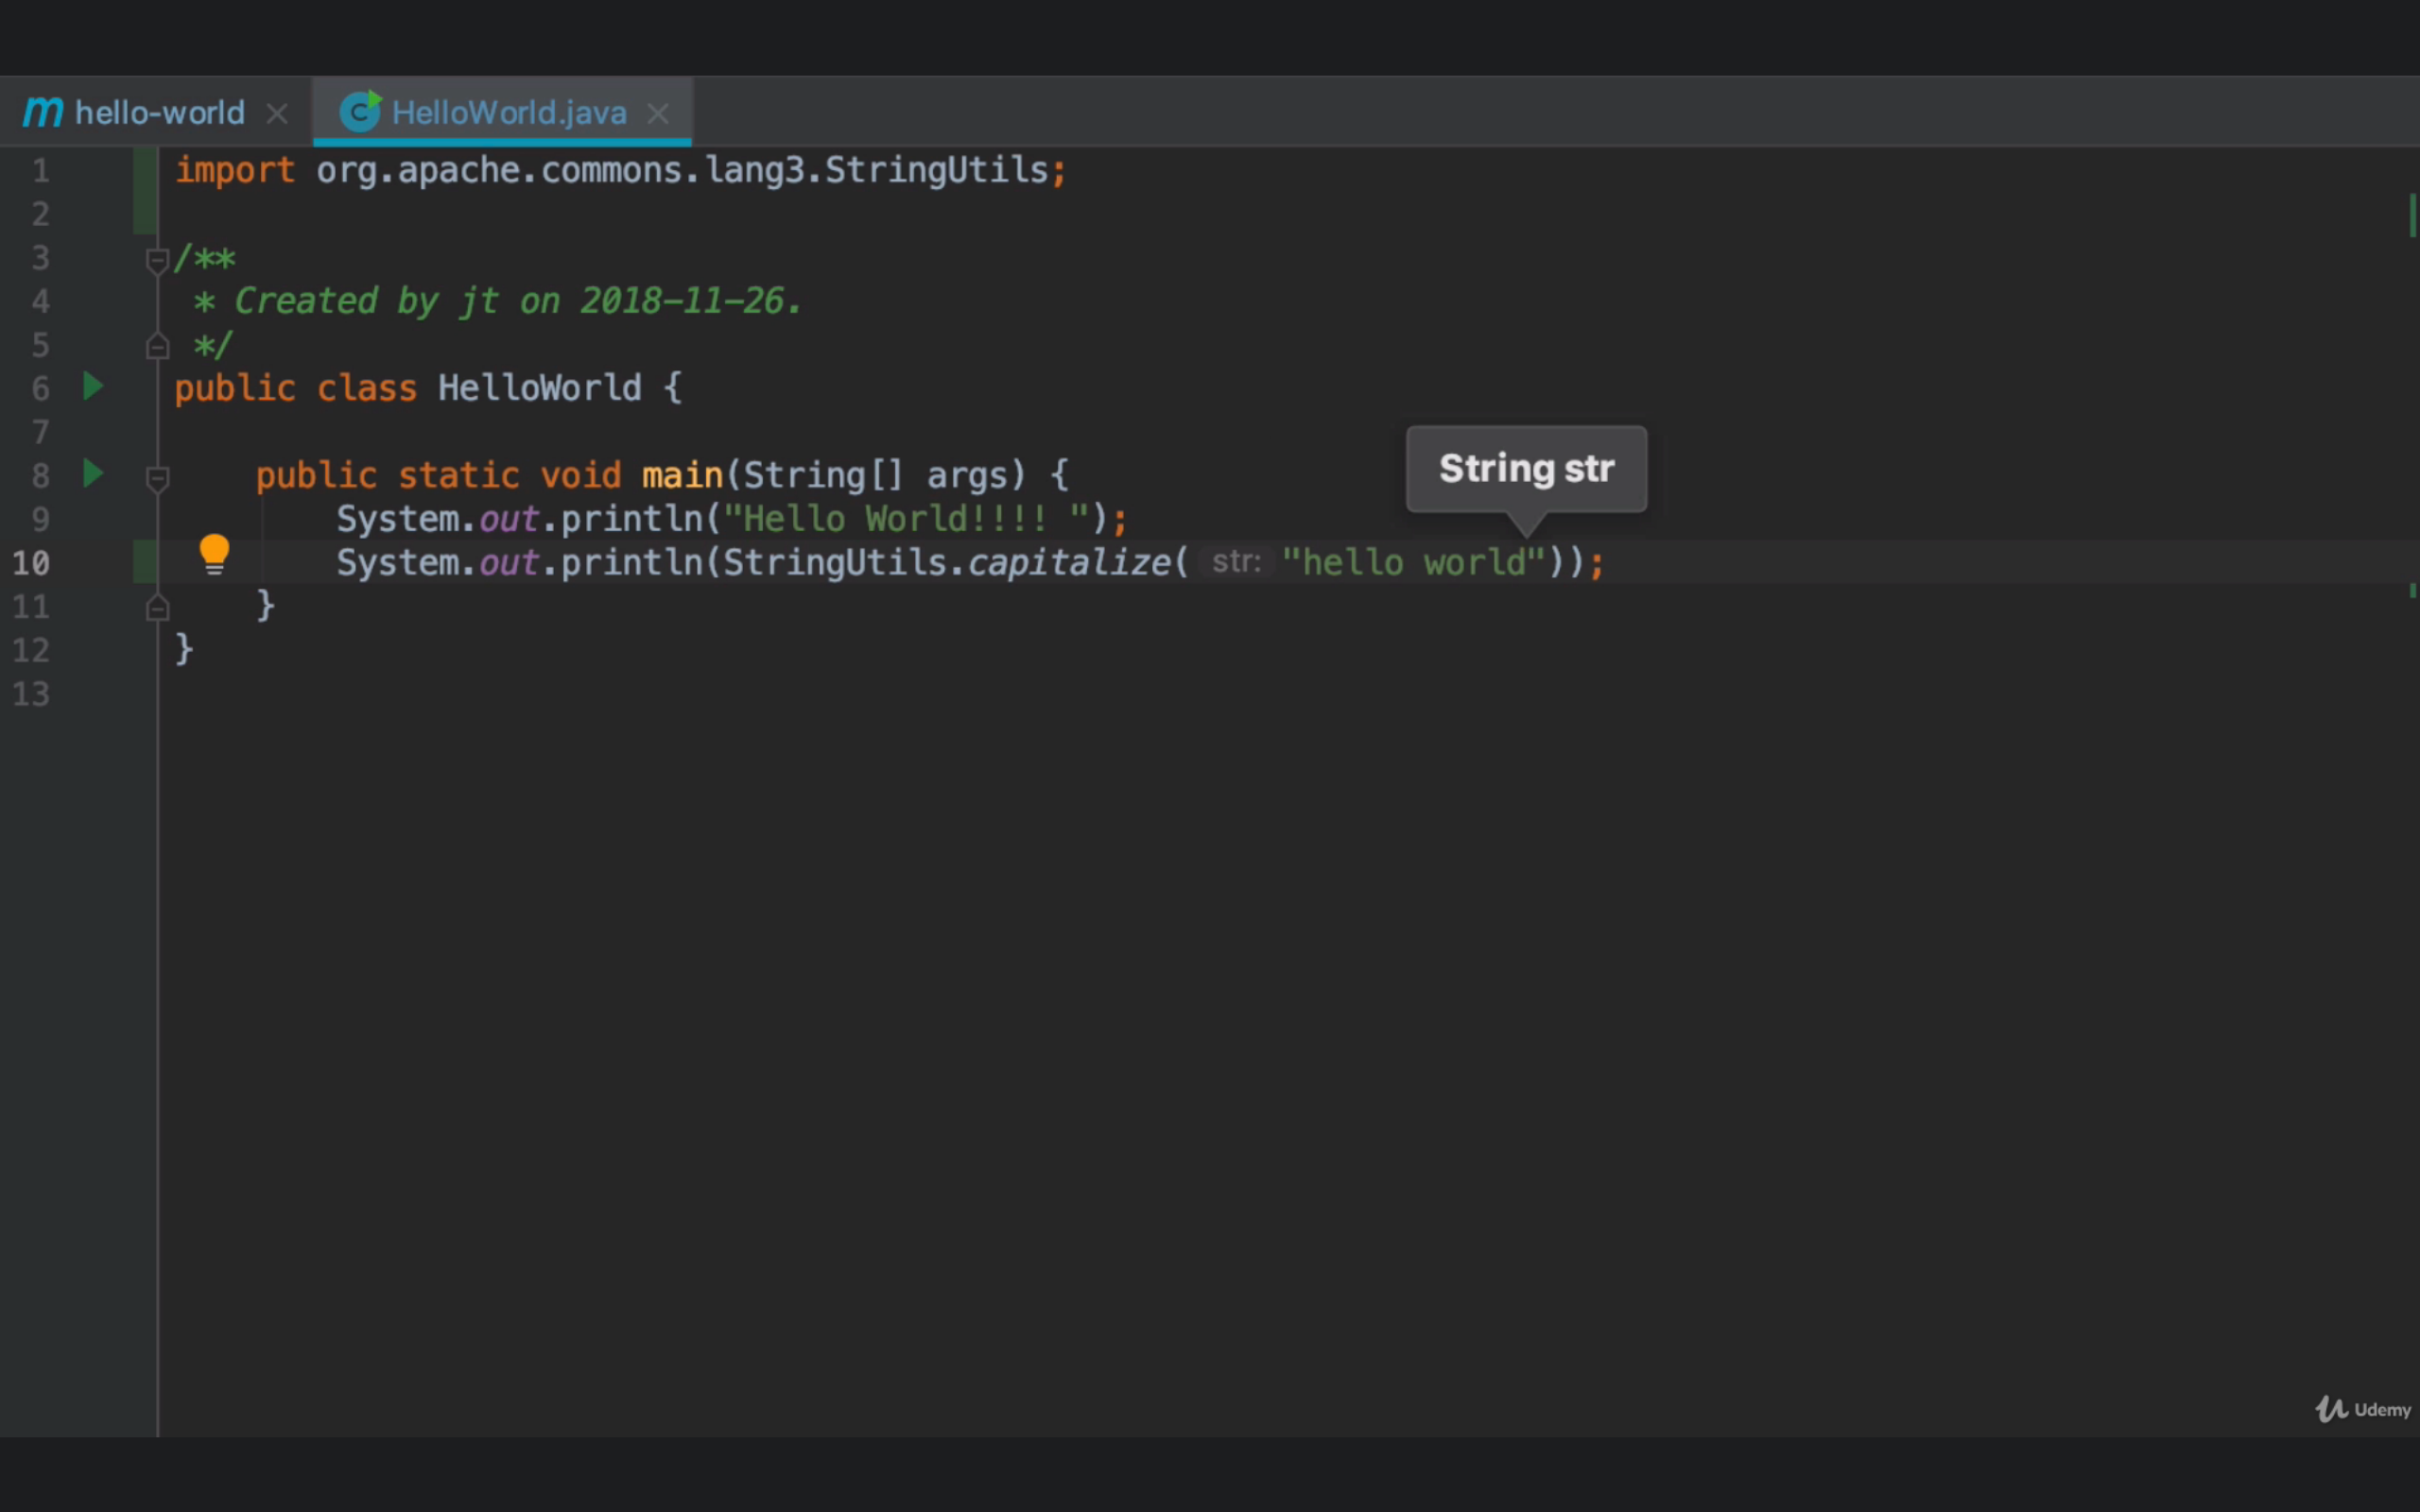 m hello-world × C HelloWorld.java ×
1 import org.apache.commons.lang3.StringUtils;
2
3 /**
4 * Created by jt on 2018-11-26.
5 */
6 public class HelloWorld {
7
String str
8 public static void main(String[] args) {
9 System.out.println("Hello World!!!! ");
10 System.out.println(StringUtils.capitalize( str: "hello world"));
11 }
12 }
13
Udemy